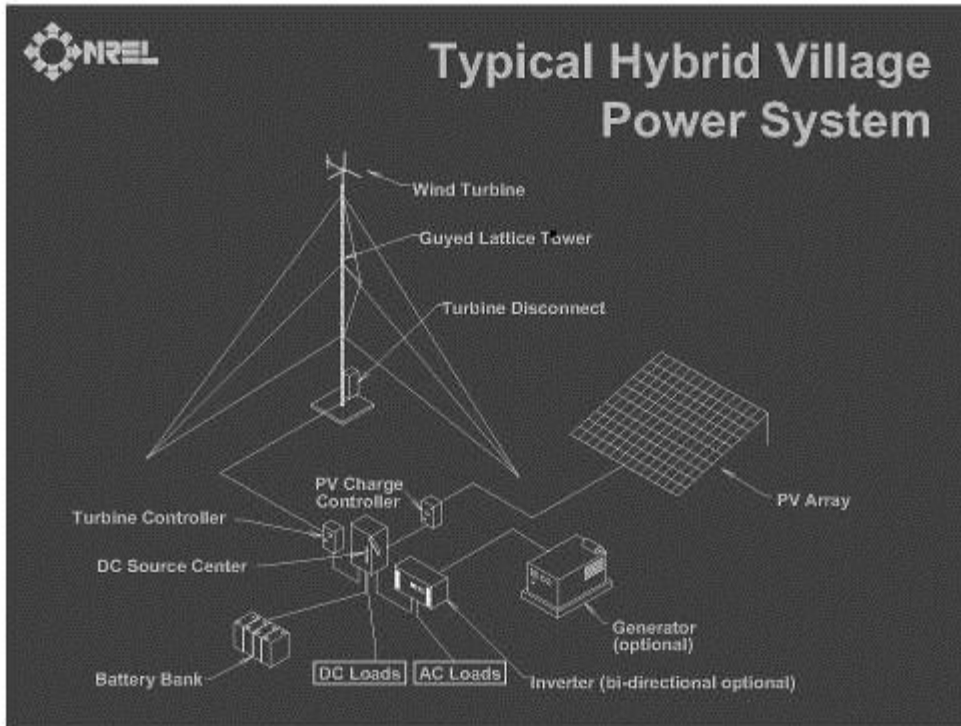 NREL
Typical Hybrid Village
Power System
Wind Turbine
Guyed Lattice Tower
Turbine Disconnect
PV Charge
Controller
PV Array
Turbine Controller
DC Source Center
Generator
(optional)
Battery Bank
DC Loads
AC Loads
Inverter (bi-directional optional)